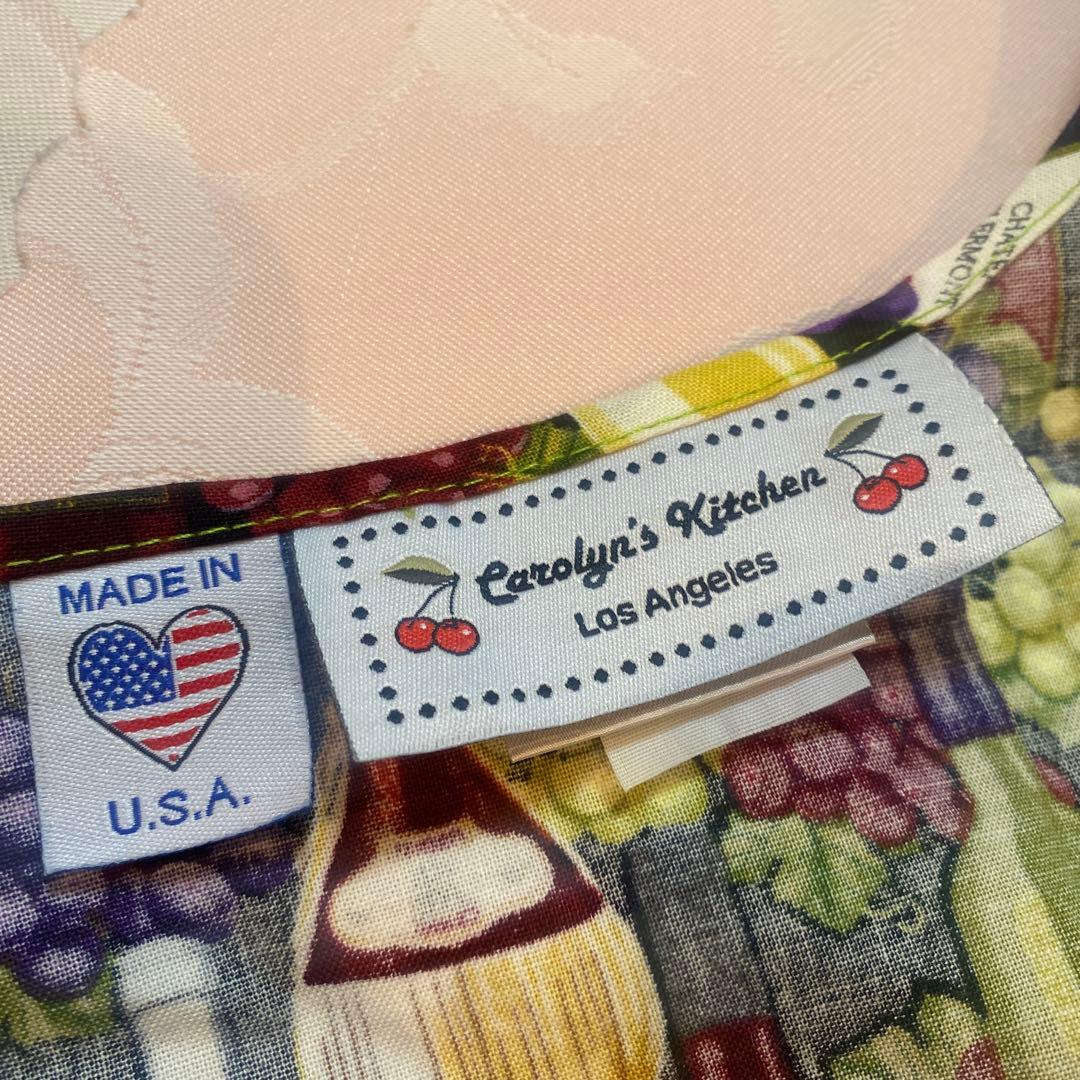 MADE IN
U.S.A.
Carolyn's Kitchen
Los Angeles